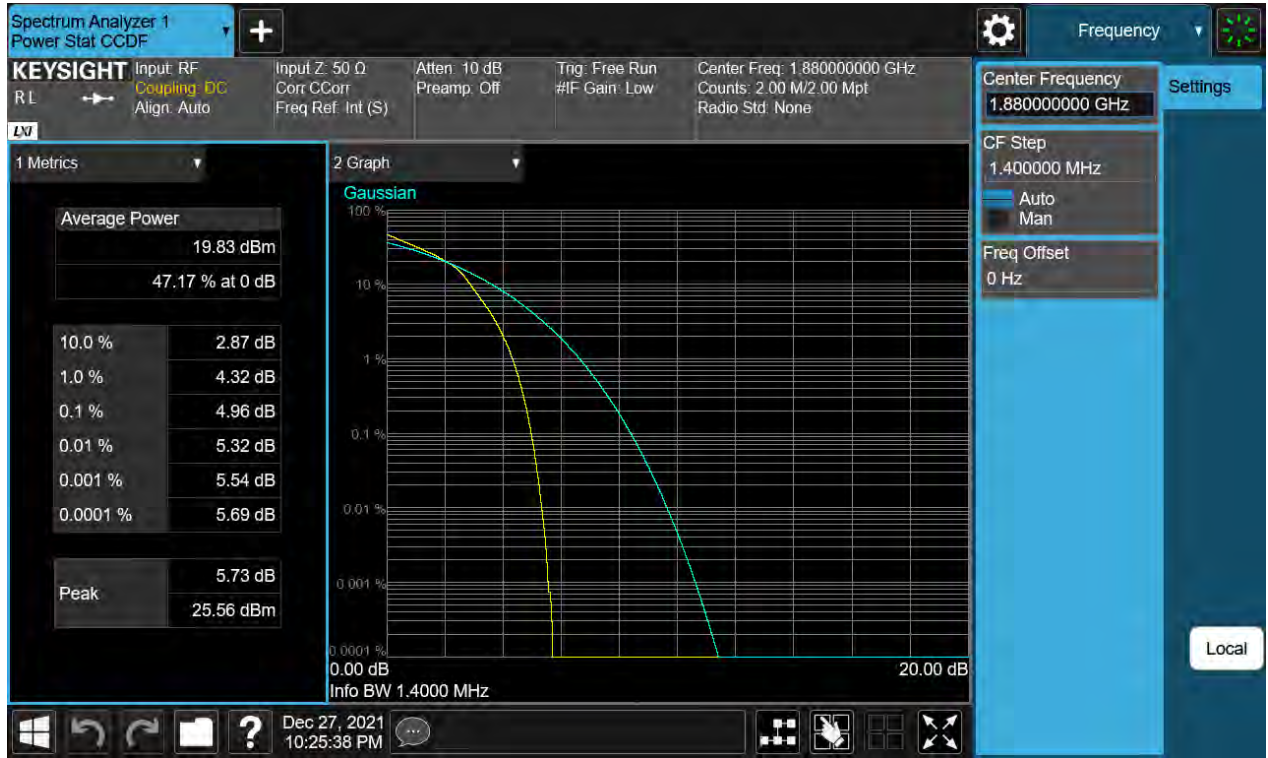 Spectrum Analyzer 1
Power Stat CCDF
Frequency
KEYSIGHT
RL
LXI
Input: RF
Coupling: DC
Align: Auto
Input Z: 50 Ω
Corr CCorr
Freq Ref: Int (S)
Atten: 10 dB
Preamp: Off
Trig: Free Run
#IF Gain: Low
Center Freq: 1.880000000 GHz
Counts: 2.00 M/2.00 Mpt
Radio Std: None
Center Frequency
1.880000000 GHz
Settings
CF Step
1.400000 MHz
Auto
Man
Freq Offset
0 Hz
1 Metrics
Average Power
19.83 dBm
47.17 % at 0 dB
10.0 % 2.87 dB
1.0 % 4.32 dB
0.1 % 4.96 dB
0.01 % 5.32 dB
0.001 % 5.54 dB
0.0001 % 5.69 dB
Peak
5.73 dB
25.56 dBm
2 Graph
Gaussian
100 %
10 %
1 %
0.1 %
0.01 %
0.001 %
0.0001 %
0.00 dB 20.00 dB
Info BW 1.4000 MHz
Local
?
Dec 27, 2021
10:25:38 PM